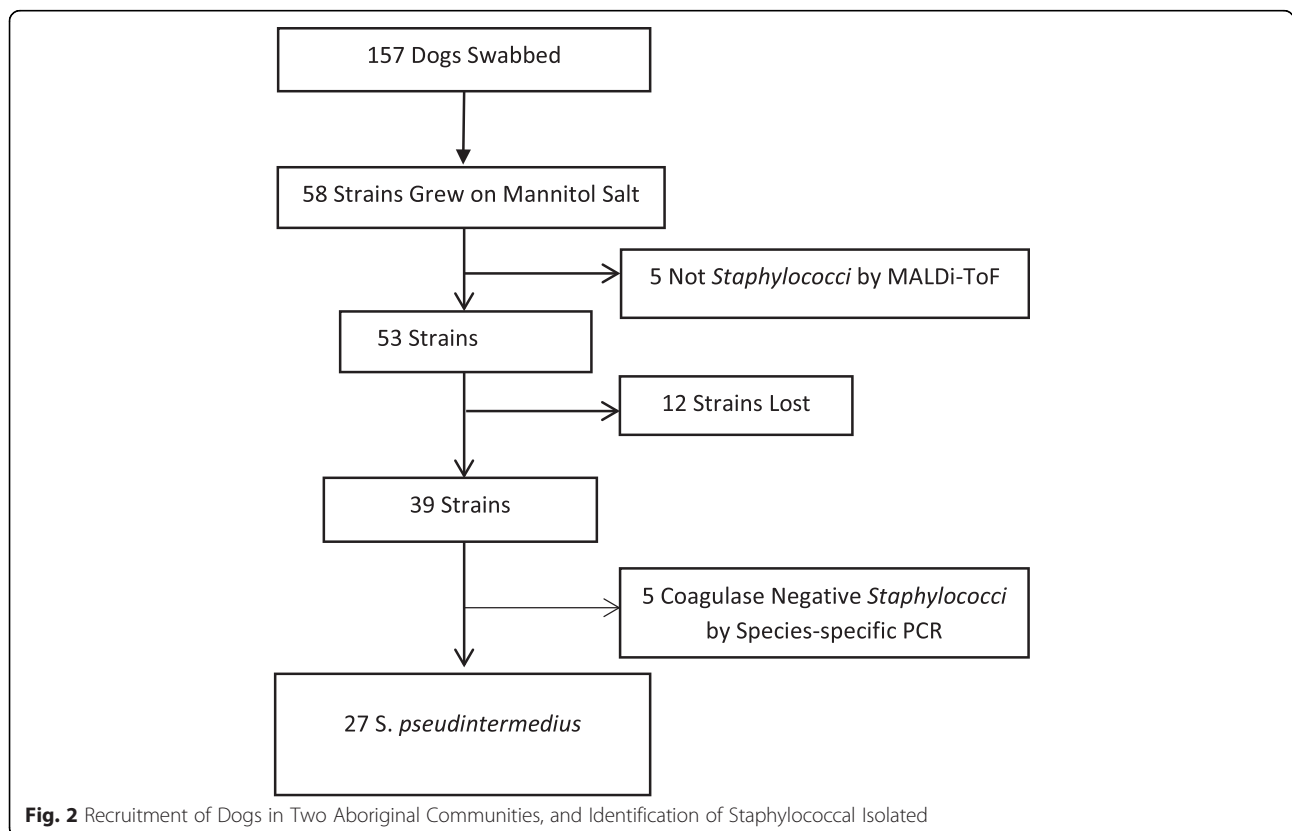 157 Dogs Swabbed
58 Strains Grew on Mannitol Salt
5 Not Staphylococci by MALDi-ToF
53 Strains
12 Strains Lost
39 Strains
5 Coagulase Negative Staphylococci
by Species-specific PCR
27 S. pseudintermedius
Fig. 2 Recruitment of Dogs in Two Aboriginal Communities, and Identification of Staphylococcal Isolated